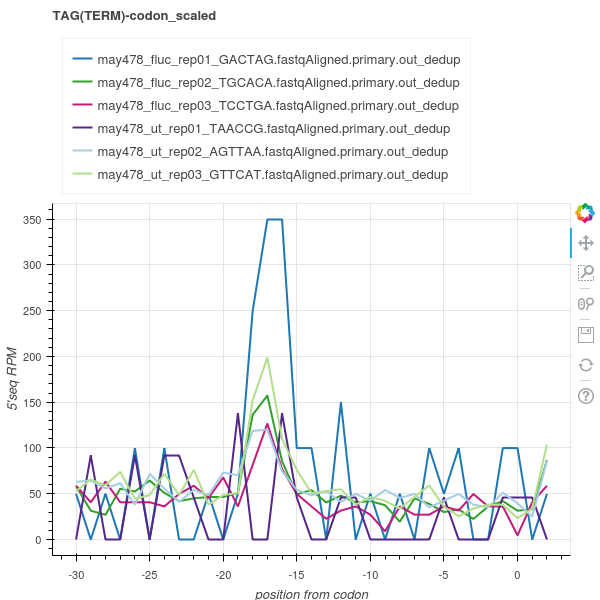 TAG(TERM)-codon_scaled
may478_fluc_rep01_GACTAG.fastqAligned.primary.out_dedup
may478_fluc_rep02_TGCACA.fastqAligned.primary.out_dedup
may478_fluc_rep03_TCCTGA.fastqAligned.primary.out_dedup
may478_ut_rep01_TAACCG.fastqAligned.primary.out_dedup
may478_ut_rep02_AGTTAA.fastqAligned.primary.out_dedup
may478_ut_rep03_GTTCAT.fastqAligned.primary.out_dedup
350
300
250
200
150
100
50
0
5'seq RPM
-30 -25 -20 -15 -10 -5 0
position from codon